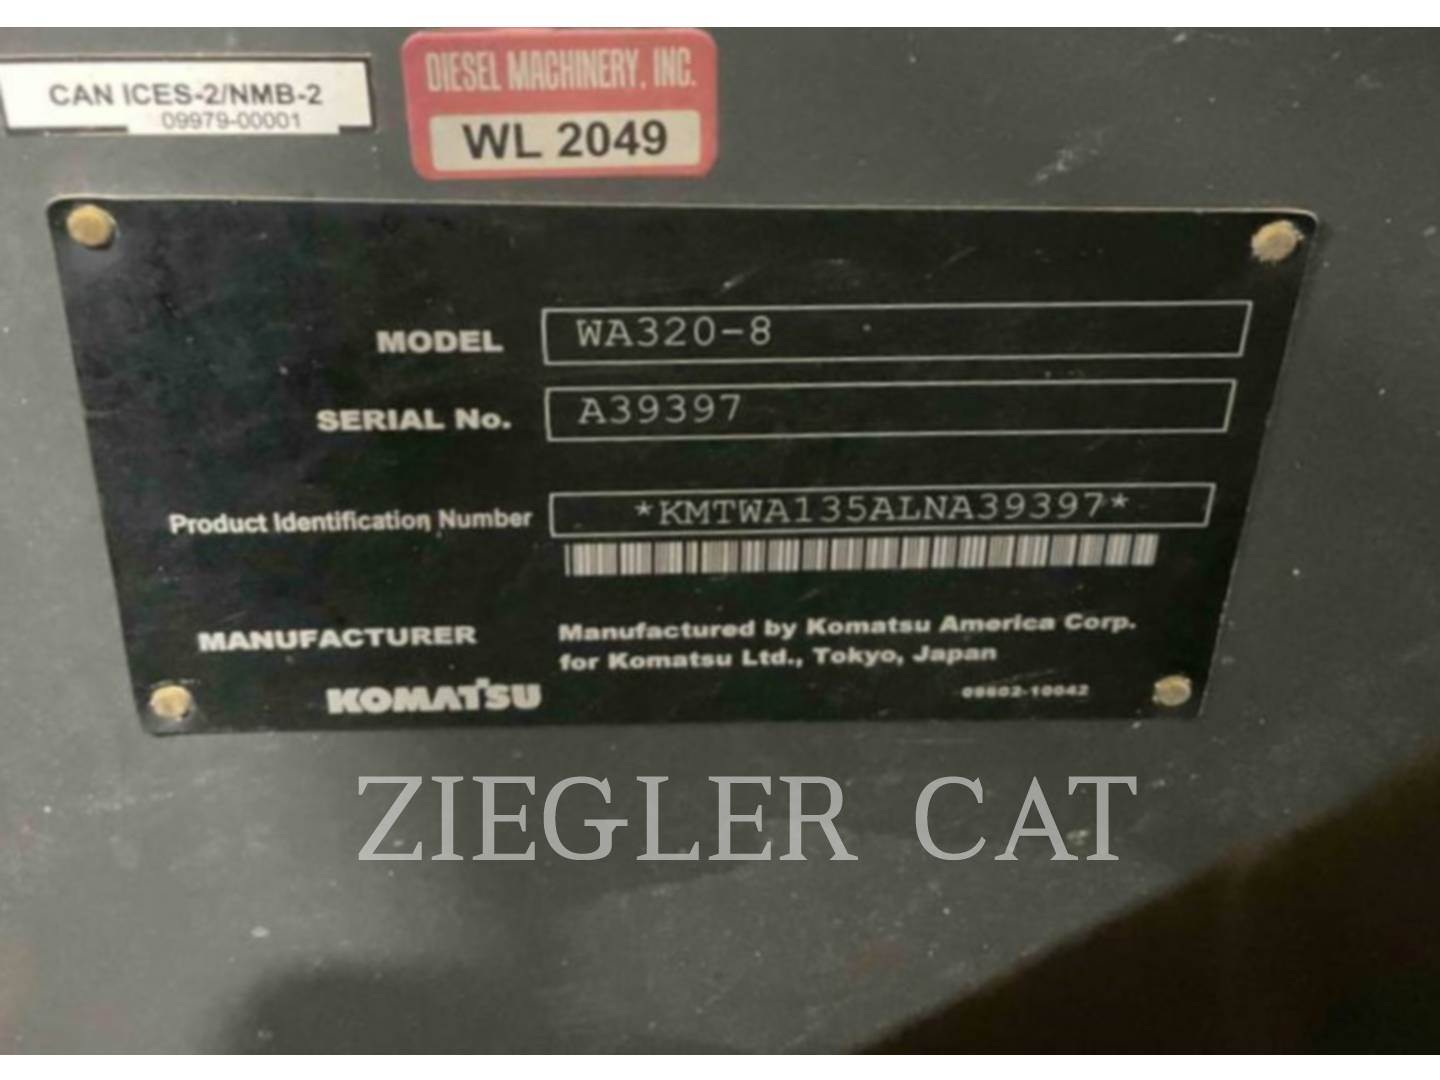 CAN ICES-2/NMB-2
09979-00001
DIESEL MACHINERY, INC.
WL 2049
MODEL WA320-8
SERIAL No. A39397
Product Identification Number *KMTWA135ALNA39397*
MANUFACTURER Manufactured by Komatsu America Corp.
for Komatsu Ltd., Tokyo, Japan
KOMATSU 09602-10042
ZIEGLER CAT